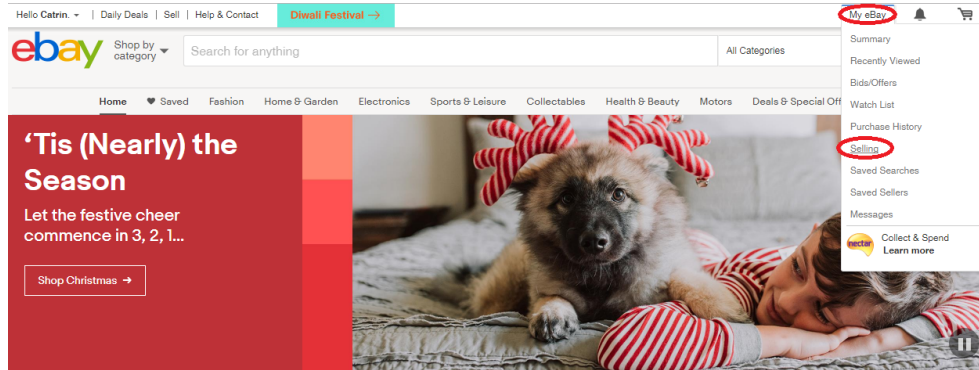 Hello Catrin. | Daily Deals | Sell | Help & Contact Diwali Festival → My eBay
ebay Shop by category Search for anything All Categories
Home Saved Fashion Home & Garden Electronics Sports & Leisure Collectables Health & Beauty Motors Deals & Special Off
'Tis (Nearly) the
Season
Let the festive cheer
commence in 3, 2, 1...
Shop Christmas →
Summary
Recently Viewed
Bids/Offers
Watch List
Purchase History
Selling
Saved Searches
Saved Sellers
Messages
nectar Collect & Spend
Learn more